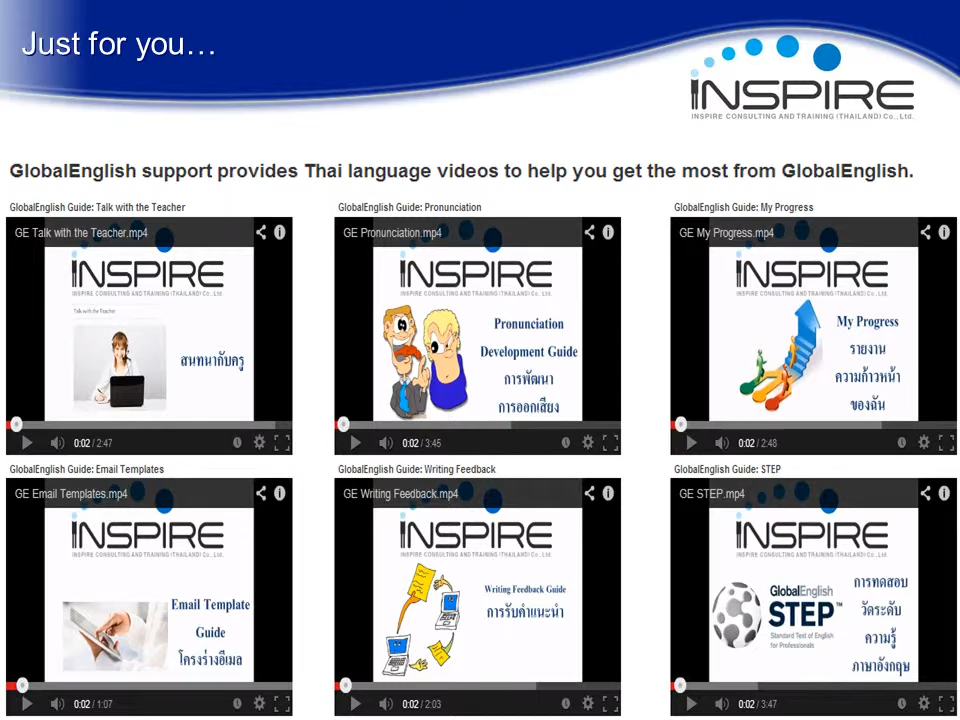 Just for you…
INSPIRE
INSPIRE CONSULTING AND TRAINING (THAILAND) Co., Ltd.
GlobalEnglish support provides Thai language videos to help you get the most from GlobalEnglish.
GlobalEnglish Guide: Talk with the Teacher
GE Talk with the Teacher.mp4
INSPIRE
INSPIRE CONSULTING AND TRAINING (THAILAND) Co., Ltd.
Talk with the Teacher
สนทนากับครู
0:02 / 2:47
GlobalEnglish Guide: Pronunciation
GE Pronunciation.mp4
INSPIRE
INSPIRE CONSULTING AND TRAINING (THAILAND) Co., Ltd.
Pronunciation
Development Guide
การพัฒนา
การออกเสียง
0:02 / 3:45
GlobalEnglish Guide: My Progress
GE My Progress.mp4
INSPIRE
INSPIRE CONSULTING AND TRAINING (THAILAND) Co., Ltd.
My Progress
รายงาน
ความก้าวหน้า
ของฉัน
0:02 / 2:48
GlobalEnglish Guide: Email Templates
GE Email Templates.mp4
INSPIRE
INSPIRE CONSULTING AND TRAINING (THAILAND) Co., Ltd.
Email Template
Guide
โครงร่างอีเมล
0:02 / 1:07
GlobalEnglish Guide: Writing Feedback
GE Writing Feedback.mp4
INSPIRE
INSPIRE CONSULTING AND TRAINING (THAILAND) Co., Ltd.
Writing Feedback Guide
การรับคำแนะนำ
0:02 / 2:03
GlobalEnglish Guide: STEP
GE STEP.mp4
INSPIRE
INSPIRE CONSULTING AND TRAINING (THAILAND) Co., Ltd.
GlobalEnglish
STEP™
Standard Test of English
for Professionals
การทดสอบ
วัดระดับ
ความรู้
ภาษาอังกฤษ
0:02 / 3:47